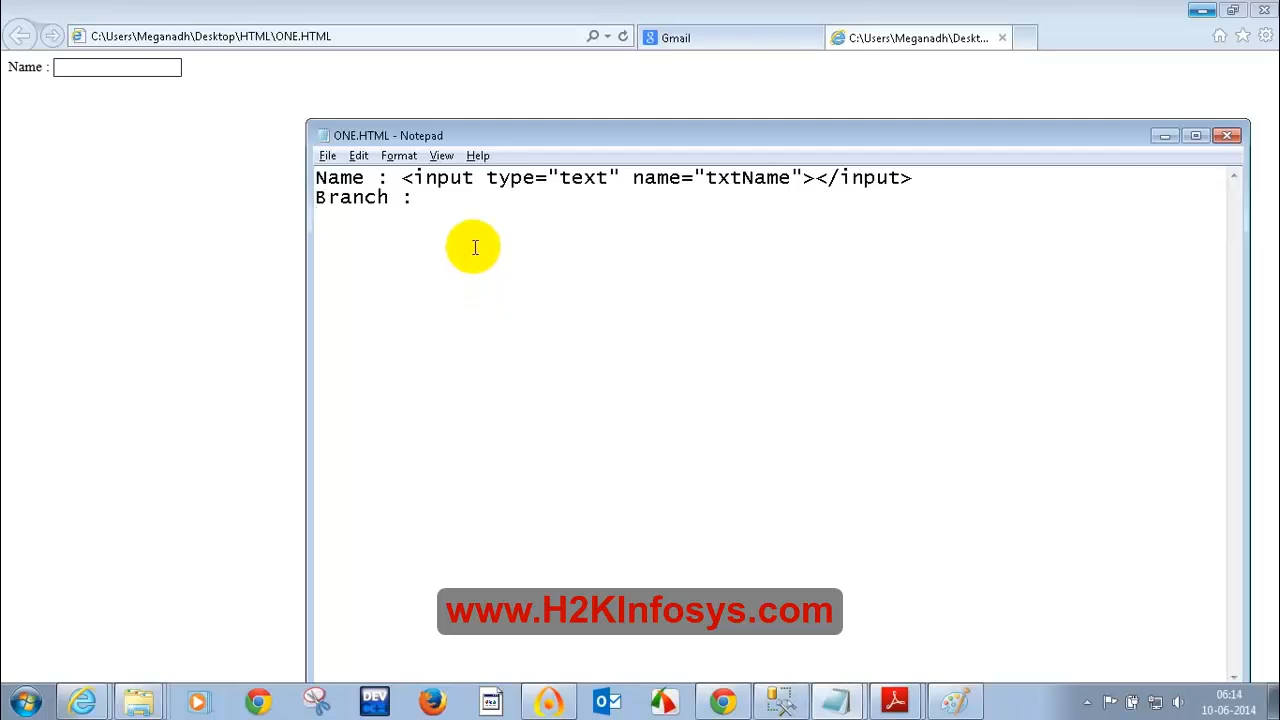 C:\Users\Meganadh\Desktop\HTML\ONE.HTML
Gmail
C:\Users\Meganadh\Deskt...
Name :
ONE.HTML - Notepad
File Edit Format View Help
Name : <input type="text" name="txtName"></input>
Branch :
www.H2KInfosys.com
DEV
06:14
10-06-2014